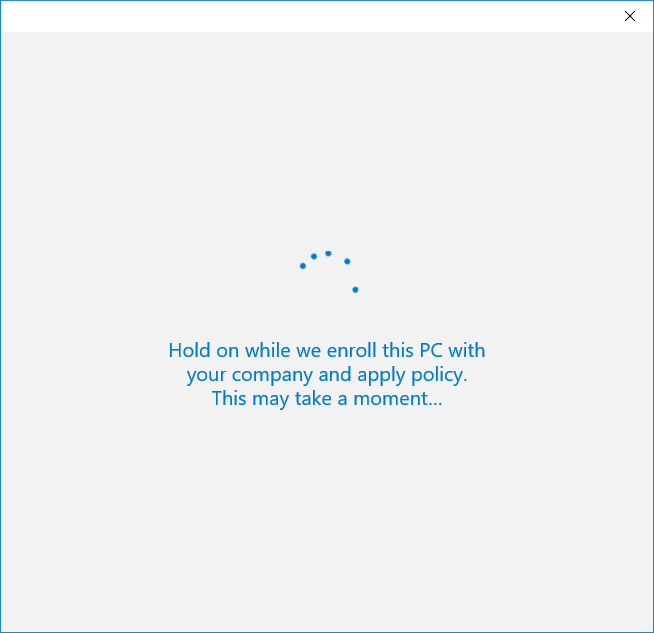 Hold on while we enroll this PC with
your company and apply policy.
This may take a moment...